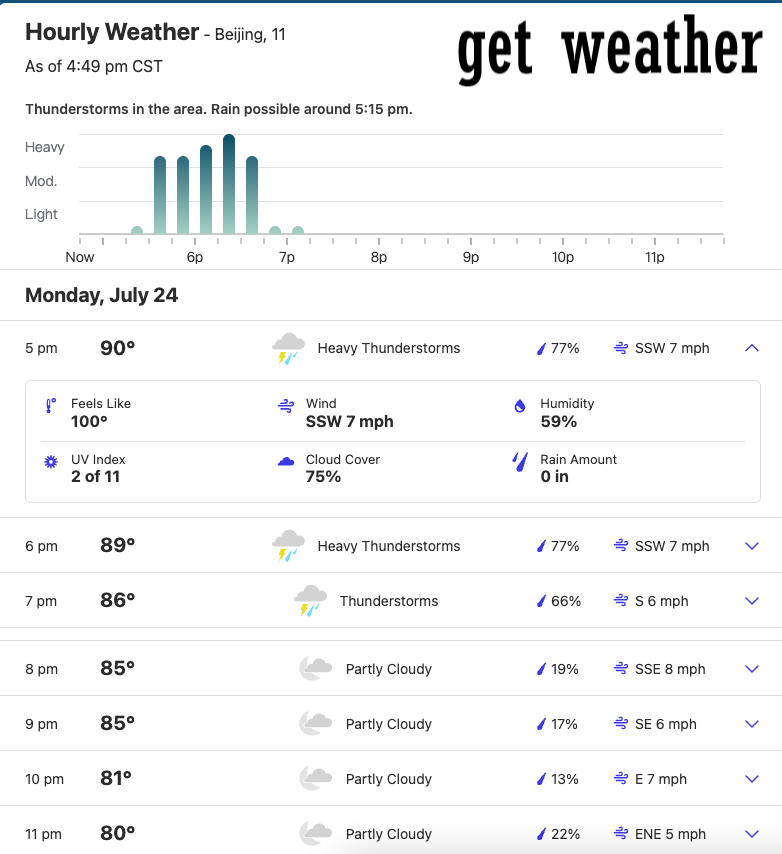 Hourly Weather - Beijing, 11
get weather
As of 4:49 pm CST
Thunderstorms in the area. Rain possible around 5:15 pm.
Heavy
Mod.
Light
Now 6p 7p 8p 9p 10p 11p
Monday, July 24
5 pm 90° Heavy Thunderstorms 77% SSW 7 mph
Feels Like Wind Humidity
100° SSW 7 mph 59%
UV Index Cloud Cover Rain Amount
2 of 11 75% 0 in
6 pm 89° Heavy Thunderstorms 77% SSW 7 mph
7 pm 86° Thunderstorms 66% S 6 mph
8 pm 85° Partly Cloudy 19% SSE 8 mph
9 pm 85° Partly Cloudy 17% SE 6 mph
10 pm 81° Partly Cloudy 13% E 7 mph
11 pm 80° Partly Cloudy 22% ENE 5 mph